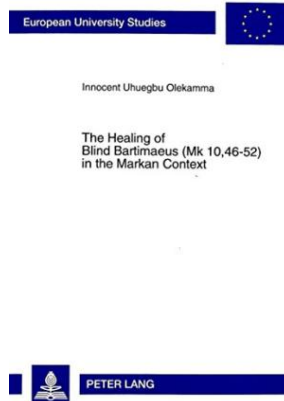 European University Studies
Innocent Uhuegbu Olekamma
The Healing of
Blind Bartimaeus (Mk 10,46-52)
in the Markan Context
PETER LANG